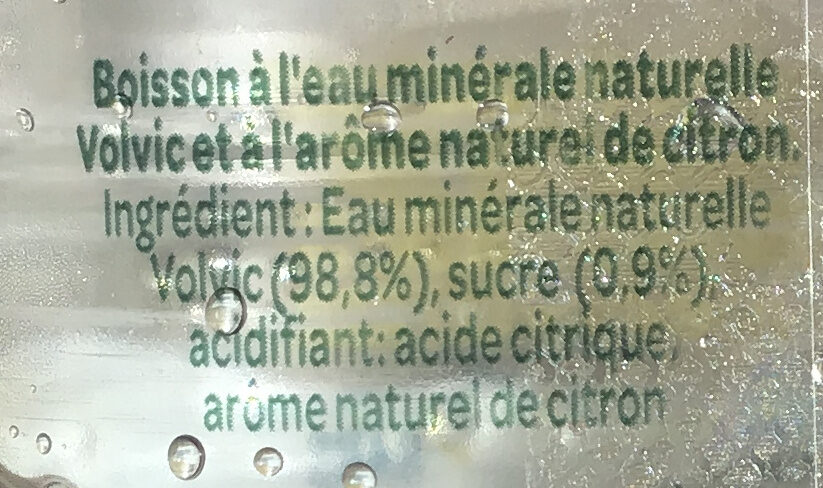 Boisson à l'eau minérale naturelle
Volvic et à l'arôme naturel de citron.
Ingrédient : Eau minérale naturelle
Volvic (98,8%), sucre (0,9%),
acidifiant: acide citrique,
arôme naturel de citron